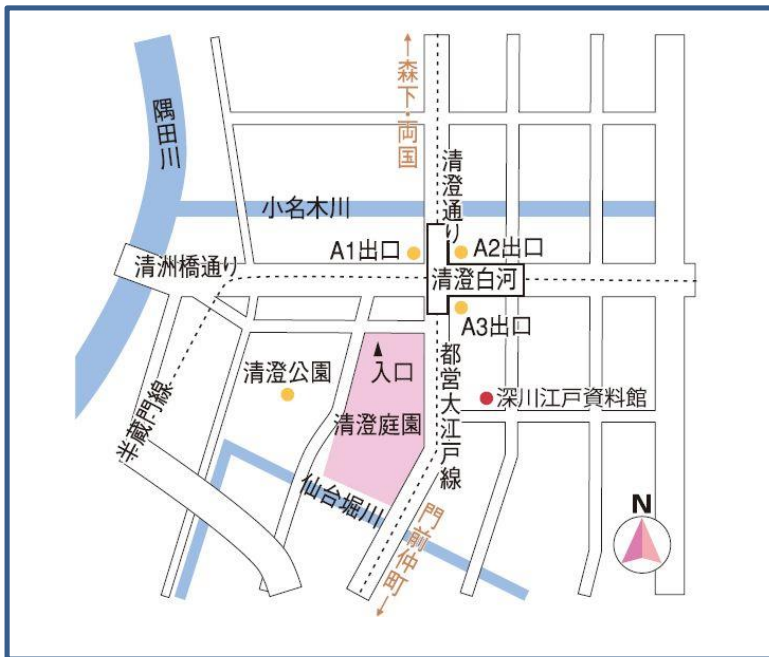 ←森下・両国
隅田川
清澄通り
小名木川
A1出口
A2出口
清洲橋通り
清澄白河
A3出口
入口
都営大江戸線
清澄公園
半蔵門線
深川江戸資料館
清澄庭園
仙台堀川
門前仲町→
N